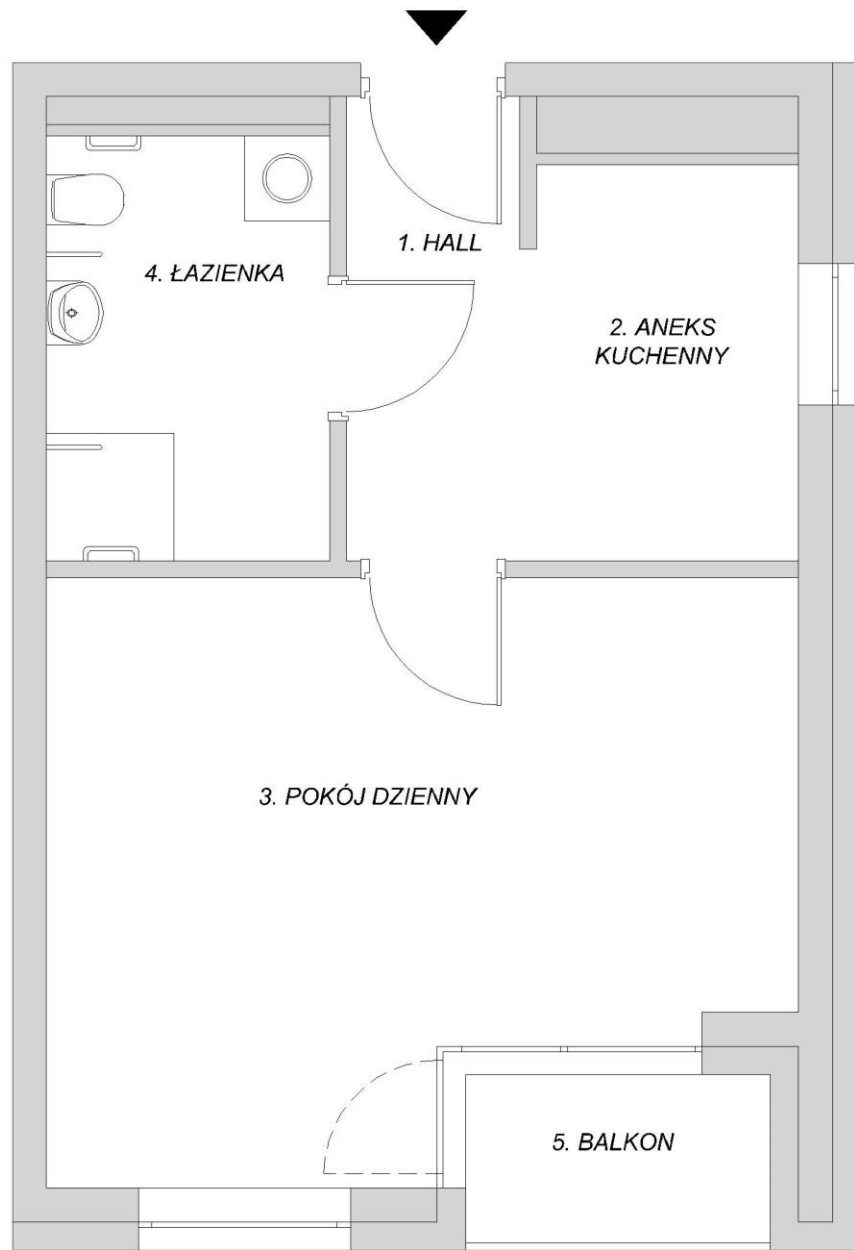 1. HALL
4. ŁAZIENKA
2. ANEKS
KUCHENNY
3. POKÓJ DZIENNY
5. BALKON